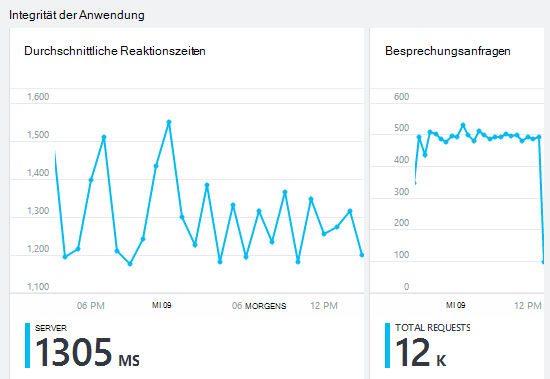 Integrität der Anwendung
Durchschnittliche Reaktionszeiten
1,600
1,500
1,400
1,300
1,200
1,100
06 PM
MI 09
06 MORGENS
12 PM
SERVER
1305 MS
Besprechungsanfragen
600
500
400
300
200
100
0
MI 09
12 PM
TOTAL REQUESTS
12 K